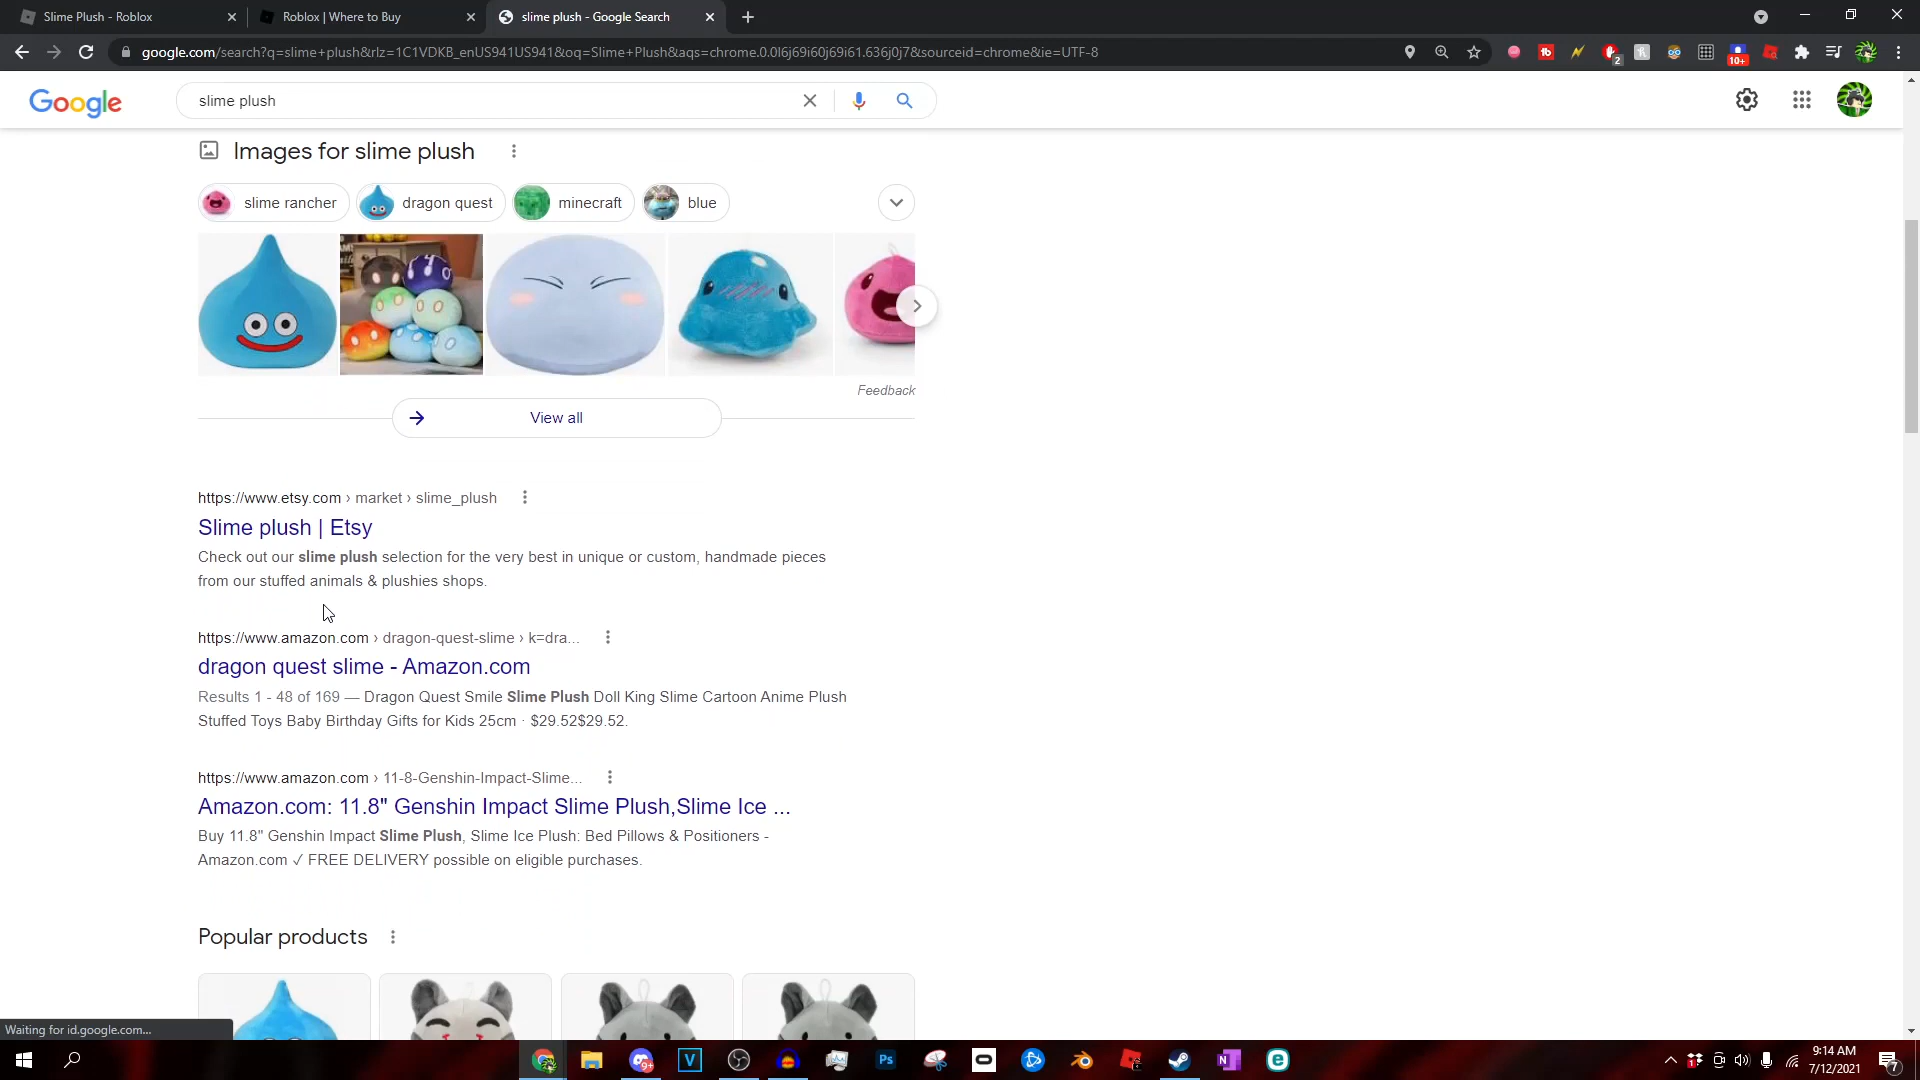 Slime Plush - Roblox
Roblox | Where to Buy
slime plush - Google Search
google.com/search?q=slime+plush&rlz=1C1VDKB_enUS941US941&oq=Slime+Plush&aqs=chrome.0.0l6j69i60j69i61.636j0j7&sourceid=chrome&ie=UTF-8
2
10+
Google
slime plush
Images for slime plush
slime rancher
dragon quest
minecraft
blue
Feedback
View all
https://www.etsy.com › market › slime_plush
Slime plush | Etsy
Check out our slime plush selection for the very best in unique or custom, handmade pieces
from our stuffed animals & plushies shops.
https://www.amazon.com › dragon-quest-slime › k=dra...
dragon quest slime - Amazon.com
Results 1 - 48 of 169 — Dragon Quest Smile Slime Plush Doll King Slime Cartoon Anime Plush
Stuffed Toys Baby Birthday Gifts for Kids 25cm · $29.52$29.52.
https://www.amazon.com › 11-8-Genshin-Impact-Slime...
Amazon.com: 11.8" Genshin Impact Slime Plush,Slime Ice ...
Buy 11.8" Genshin Impact Slime Plush, Slime Ice Plush: Bed Pillows & Positioners -
Amazon.com ✓ FREE DELIVERY possible on eligible purchases.
Popular products
Waiting for id.google.com...
9+
V
Ps
N
9:14 AM
7/12/2021
7